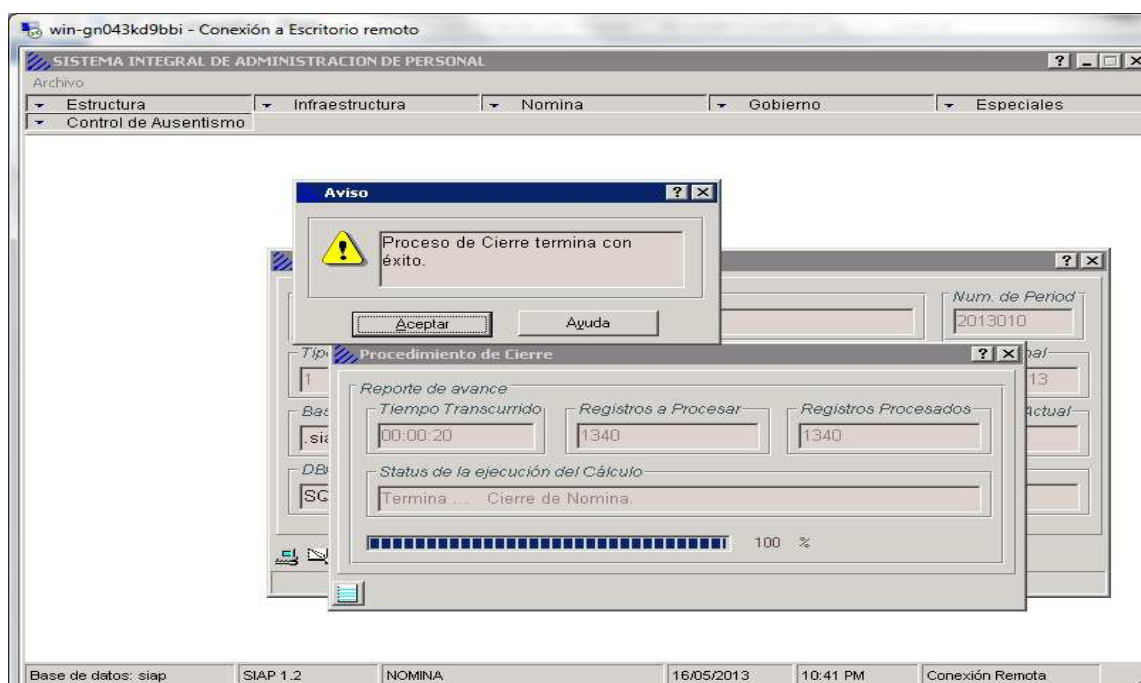 win-gn043kd9bbi - Conexión a Escritorio remoto
SISTEMA INTEGRAL DE ADMINISTRACION DE PERSONAL
Archivo
Estructura Infraestructura Nomina Gobierno Especiales
Control de Ausentismo
Aviso
Proceso de Cierre termina con
éxito.
Aceptar Ayuda
Num. de Period
2013010
Procedimiento de Cierre
1 13
Reporte de avance
Tiempo Transcurrido Registros a Procesar Registros Procesados Actual
00:00:20 1340 1340
.sia
Status de la ejecución del Cálculo
Termina ... Cierre de Nomina.
100 %
Base de datos: siap SIAP 1.2 NOMINA 16/05/2013 10:41 PM Conexión Remota